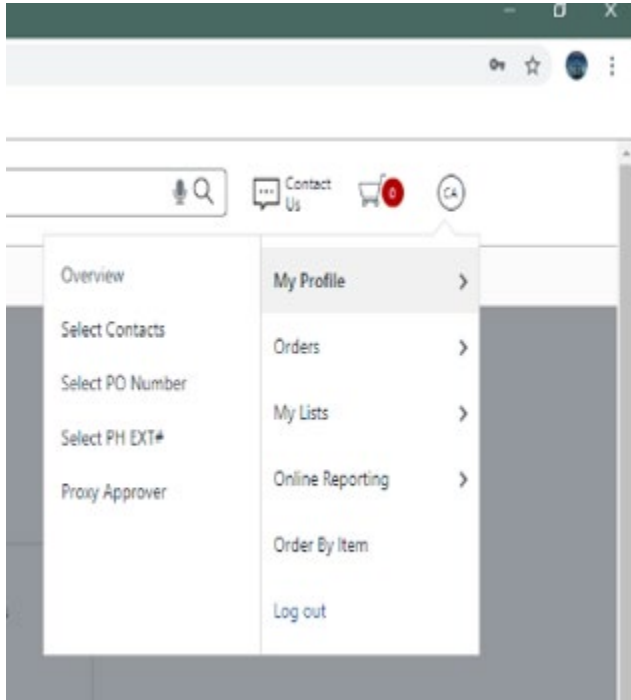 Contact
Us
0
CA
Overview
Select Contacts
Select PO Number
Select PH EXT#
Proxy Approver
My Profile
Orders
My Lists
Online Reporting
Order By Item
Log out